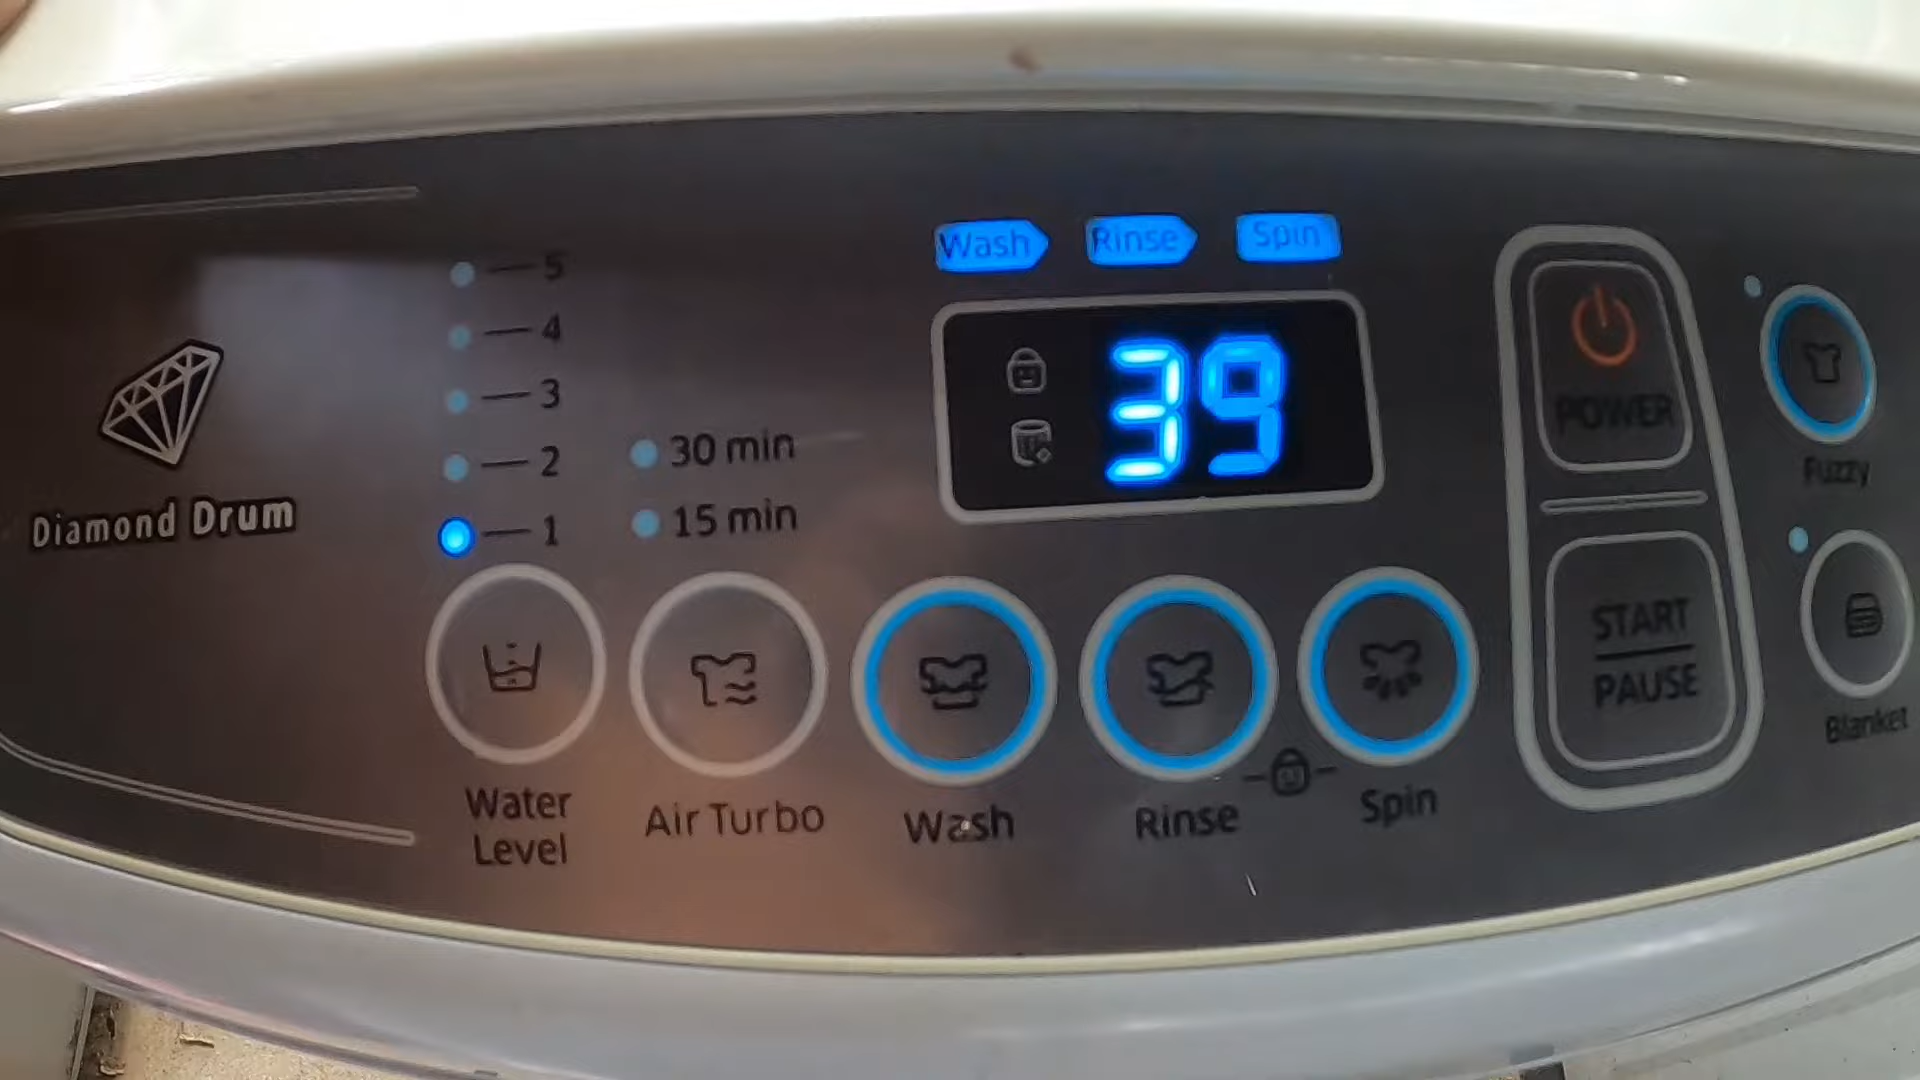 Wash Rinse Spin
5
4
3
2
1
30 min
15 min
39
POWER
START
PAUSE
Fuzzy
Blanket
Diamond Drum
Water
Level
Air Turbo
Wash
Rinse
Spin